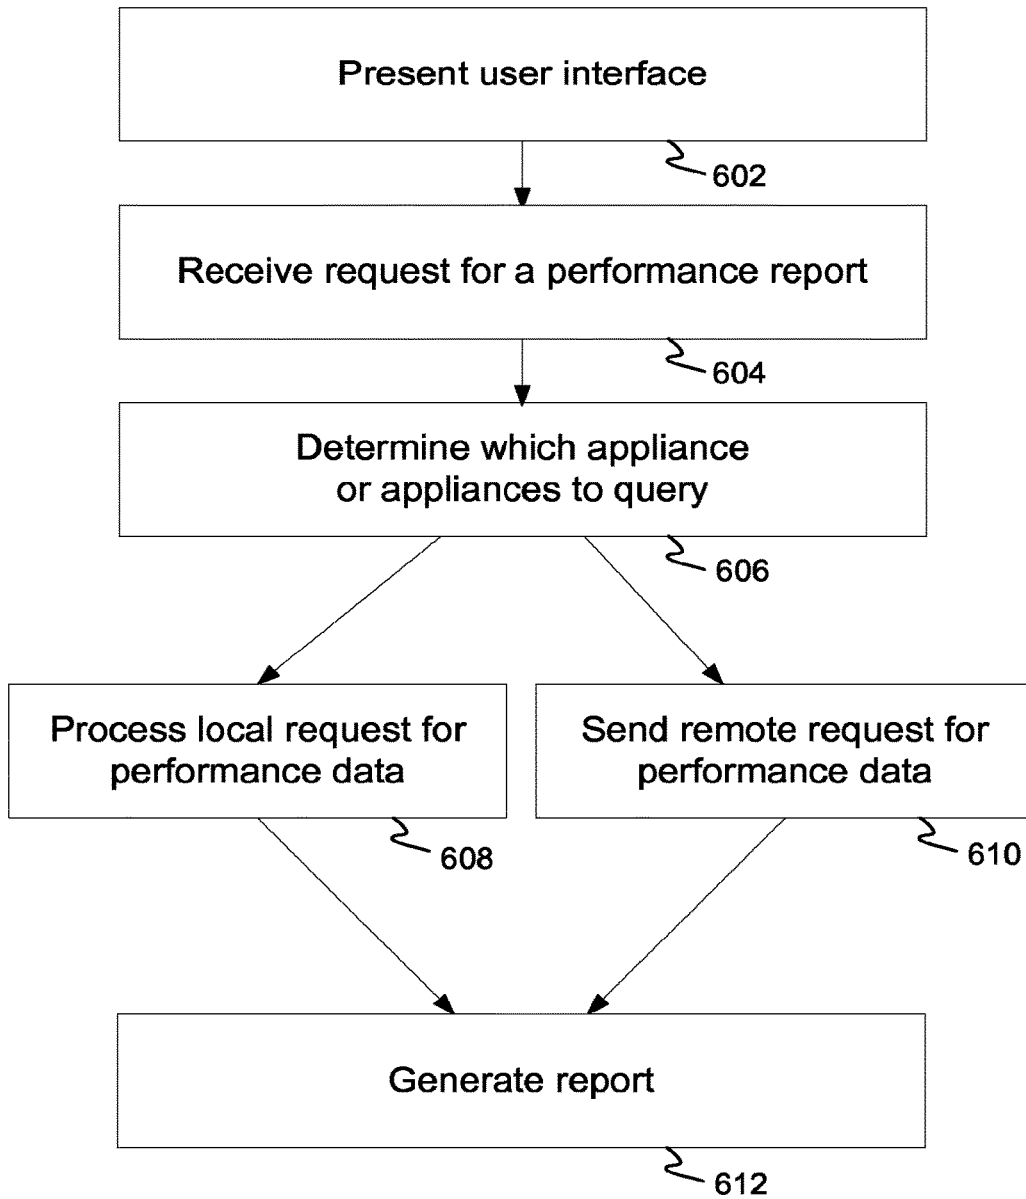 Present user interface
602
Receive request for a performance report
604
Determine which appliance
or appliances to query
606
Process local request for
performance data
608
Send remote request for
performance data
610
Generate report
612